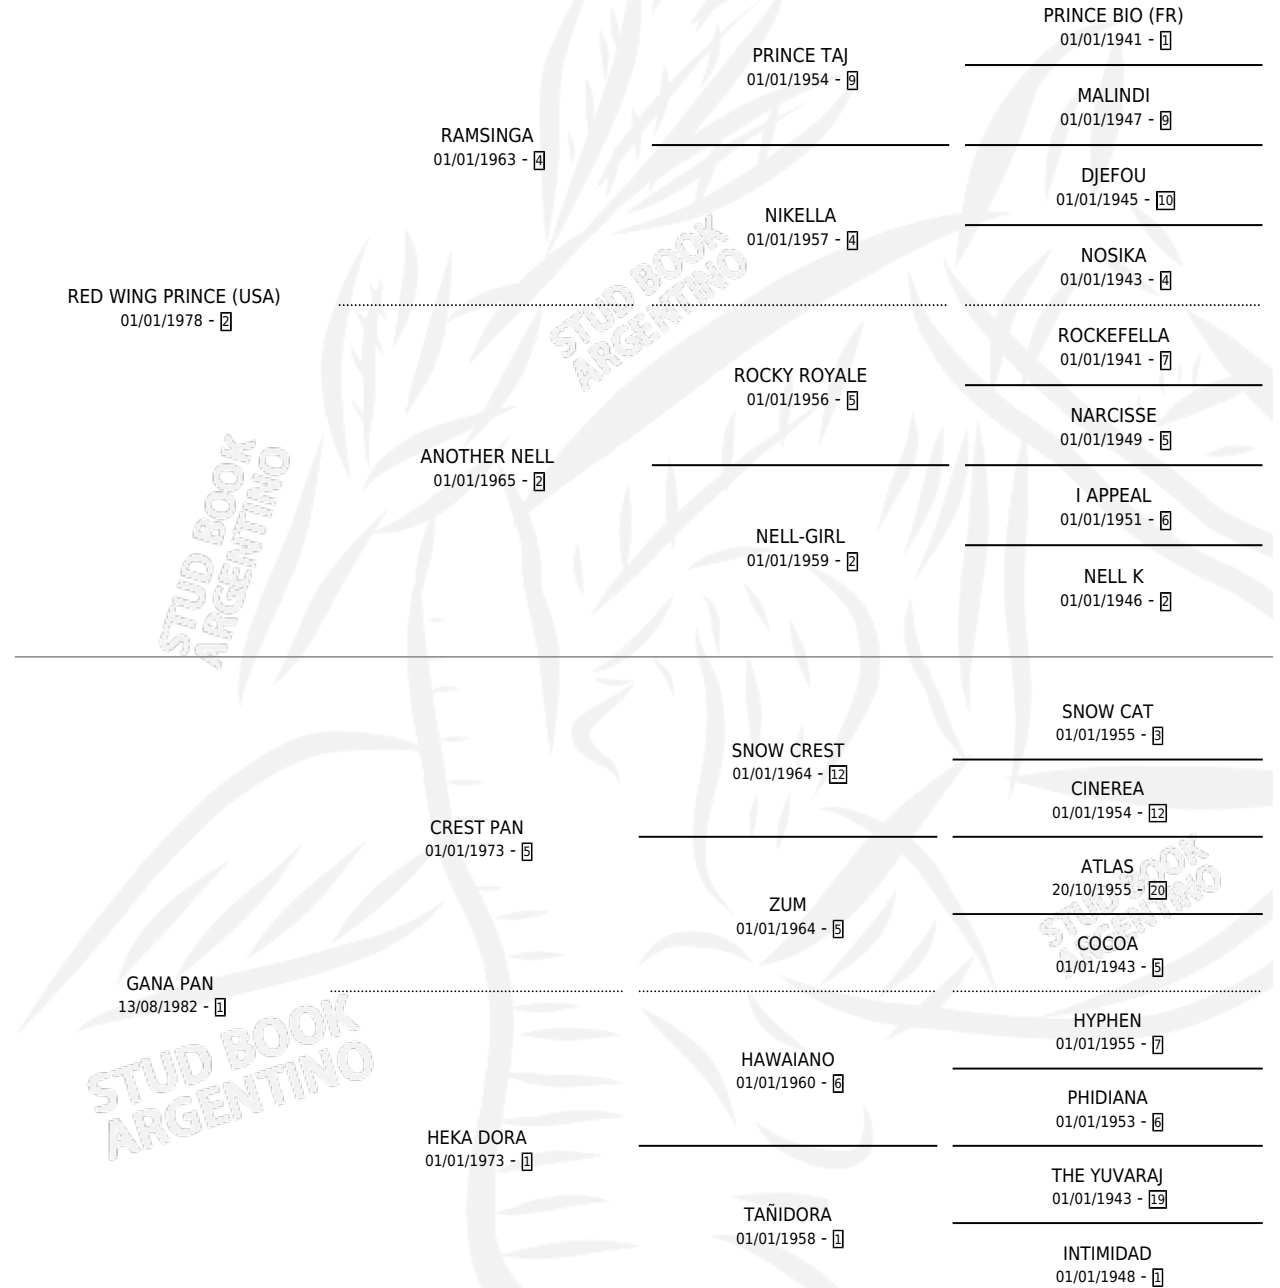 PRINCE BIO (FR)
01/01/1941 - 1
PRINCE TAJ
01/01/1954 - 9
MALINDI
01/01/1947 - 9
RAMSINGA
01/01/1963 - 4
DJEFOU
01/01/1945 - 10
NIKELLA
01/01/1957 - 4
NOSIKA
01/01/1943 - 4
RED WING PRINCE (USA)
01/01/1978 - 2
ROCKEFELLA
01/01/1941 - 7
ROCKY ROYALE
01/01/1956 - 5
NARCISSE
01/01/1949 - 5
ANOTHER NELL
01/01/1965 - 2
I APPEAL
01/01/1951 - 6
NELL-GIRL
01/01/1959 - 2
NELL K
01/01/1946 - 2
STUD BOOK
ARGENTINO
STUD BOOK
ARGENTINO
SNOW CAT
01/01/1955 - 3
SNOW CREST
01/01/1964 - 12
CINEREA
01/01/1954 - 12
CREST PAN
01/01/1973 - 5
ATLAS
20/10/1955 - 20
ZUM
01/01/1964 - 5
COCOA
01/01/1943 - 5
GANA PAN
13/08/1982 - 1
HYPHEN
01/01/1955 - 7
HAWAIANO
01/01/1960 - 6
PHIDIANA
01/01/1953 - 6
HEKA DORA
01/01/1973 - 1
THE YUVARAJ
01/01/1943 - 19
TAÑIDORA
01/01/1958 - 1
INTIMIDAD
01/01/1948 - 1
STUD BOOK
ARGENTINO
STUD BOOK
ARGENTINO